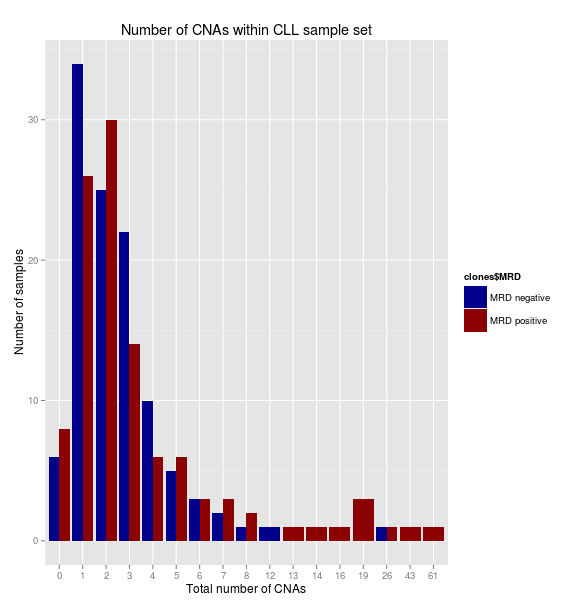 Number of CNAs within CLL sample set
Number of samples
30
20
10
0
0 1 2 3 4 5 6 7 8 12 13 14 16 19 26 43 61
Total number of CNAs
clones$MRD
MRD negative
MRD positive